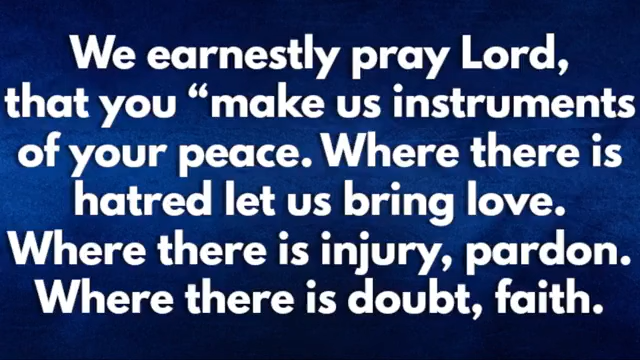 We earnestly pray Lord,
that you “make us instruments
of your peace. Where there is
hatred let us bring love.
Where there is injury, pardon.
Where there is doubt, faith.